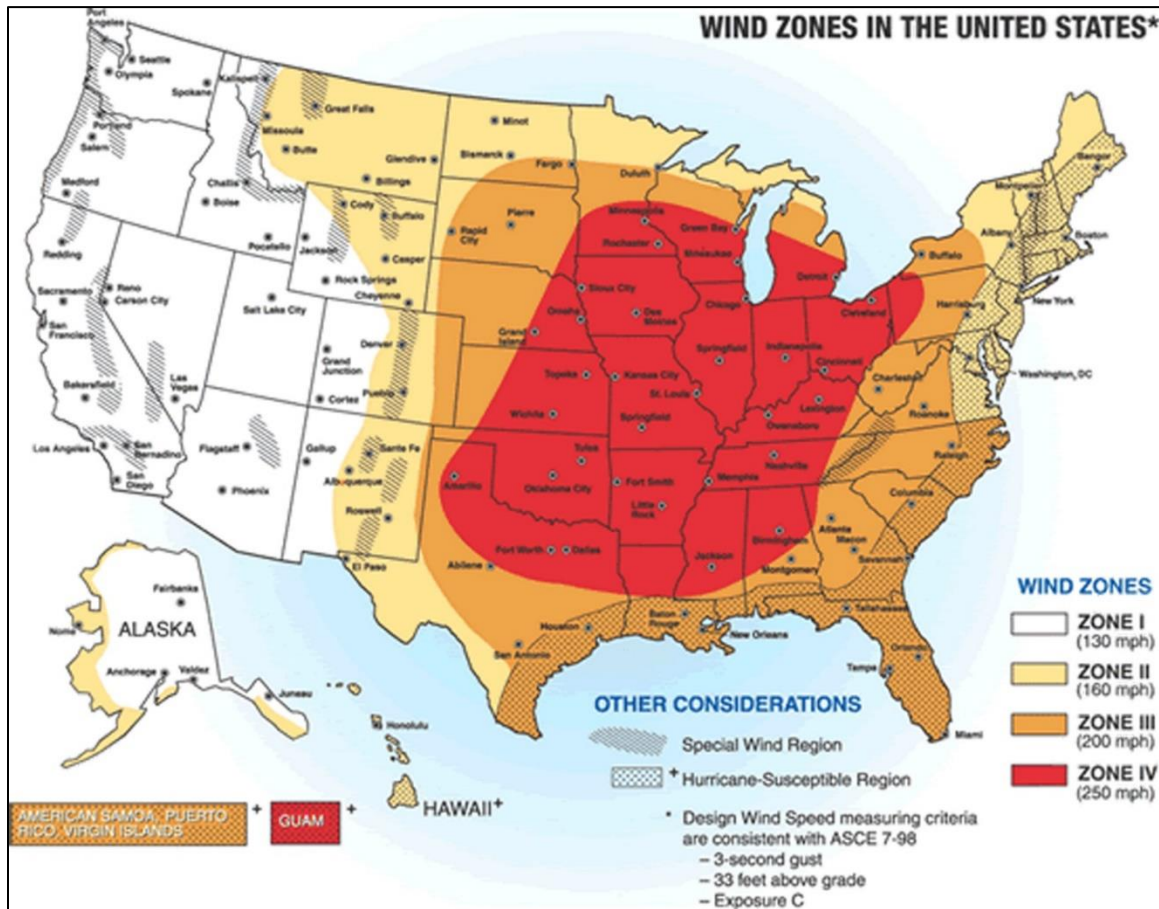 WIND ZONES IN THE UNITED STATES*
Port
Angeles
Seattle
Olympia
Spokane
Kalispell
Great Falls
Minot
Portland
Salem
Missoula
Butte
Glendive
Bismarck
Fargo
Duluth
Bangor
Montpelier
Medford
Challis
Boise
Billings
Cody
Buffalo
Rapid
City
Pierre
Minneapolis
Green Bay
Albany
Boston
Redding
Pocatello
Jackson
Casper
Rochester
Milwaukee
Detroit
Buffalo
Rock Springs
Sacramento
Reno
Carson City
Salt Lake City
Cheyenne
Sioux City
Chicago
Cleveland
Harrisburg
New York
San
Francisco
Grand
Junction
Denver
Grand
Island
Omaha
Des
Moines
Springfield
Indianapolis
Cincinnati
Washington, DC
Bakersfield
Las
Vegas
Cortez
Pueblo
Topeka
Kansas City
St. Louis
Charleston
Lexington
Roanoke
Wichita
Springfield
Owensboro
Los Angeles
San
Bernadino
Flagstaff
Gallup
Sante Fe
Tulsa
Nashville
Raleigh
San
Diego
Phoenix
Albuquerque
Amarillo
Oklahoma City
Fort Smith
Memphis
Little
Rock
Columbia
Roswell
Atlanta
Macon
Birmingham
El Paso
Abilene
Fort Worth
Dallas
Jackson
Montgomery
Savannah
Fairbanks
Nome
ALASKA
Anchorage
Valdez
Juneau
San Antonio
Houston
Baton
Rouge
New Orleans
Tallahassee
Orlando
Tampa
Miami
Honolulu
HAWAII+
WIND ZONES
ZONE I
(130 mph)
ZONE II
(160 mph)
ZONE III
(200 mph)
ZONE IV
(250 mph)
OTHER CONSIDERATIONS
Special Wind Region
+ Hurricane-Susceptible Region
AMERICAN SAMOA, PUERTO
RICO, VIRGIN ISLANDS
+
GUAM
+
* Design Wind Speed measuring criteria
are consistent with ASCE 7-98
– 3-second gust
– 33 feet above grade
– Exposure C